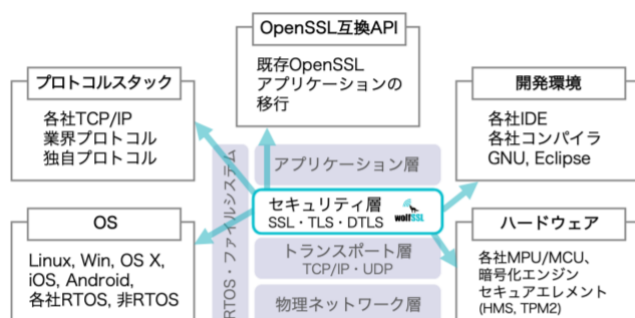 OpenSSL互換API
既存OpenSSL
アプリケーションの
移行
プロトコルスタック
各社TCP/IP
業界プロトコル
独自プロトコル
開発環境
各社IDE
各社コンパイラ
GNU, Eclipse
RTOS・ファイルシステム
アプリケーション層
セキュリティ層
SSL・TLS・DTLS
wolfSSL
トランスポート層
TCP/IP・UDP
物理ネットワーク層
OS
Linux, Win, OS X,
iOS, Android,
各社RTOS, 非RTOS
ハードウェア
各社MPU/MCU、
暗号化エンジン
セキュアエレメント
(HMS, TPM2)